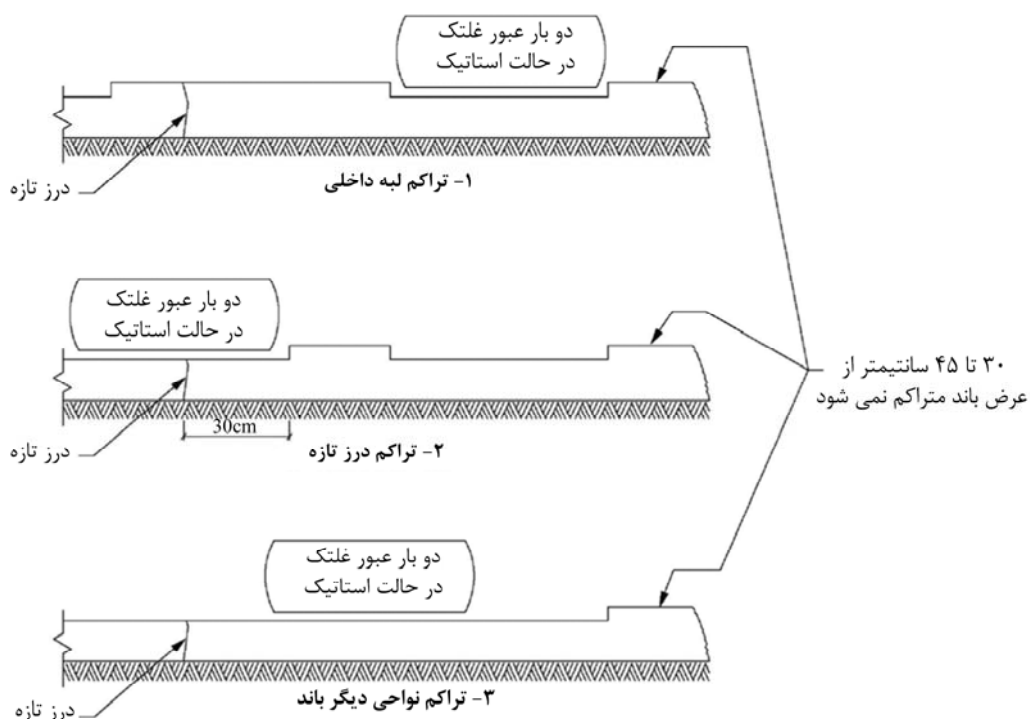 دو بار عبور غلتک
در حالت استاتیک
درز تازه
۱- تراکم لبه داخلی
دو بار عبور غلتک
در حالت استاتیک
۳۰ تا ۴۵ سانتیمتر از
عرض باند متراکم نمی شود
30cm
درز تازه
۲- تراکم درز تازه
دو بار عبور غلتک
در حالت استاتیک
درز تازه
۳- تراکم نواحی دیگر باند